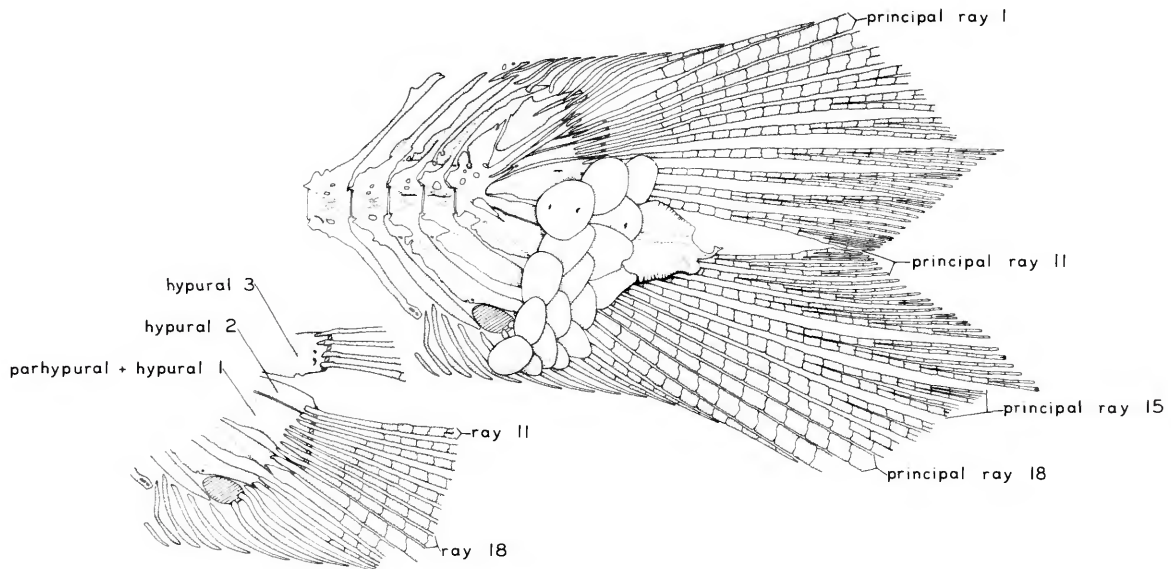 principal ray 1
principal ray 11
hypural 3
hypural 2
parhypural + hypural 1
principal ray 15
ray 11
principal ray 18
ray 18